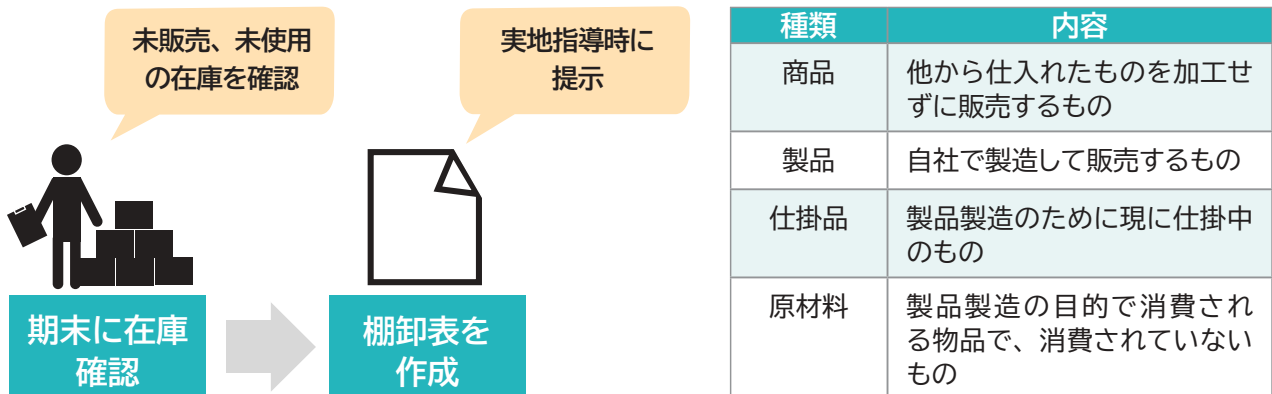 未販売、未使用
の在庫を確認
実地指導時に
提示
期末に在庫
確認
棚卸表を
作成
種類 内容
商品 他から仕入れたものを加工せ
ずに販売するもの
製品 自社で製造して販売するもの
仕掛品 製品製造のために現に仕掛中
のもの
原材料 製品製造の目的で消費され
る物品で、消費されていない
もの